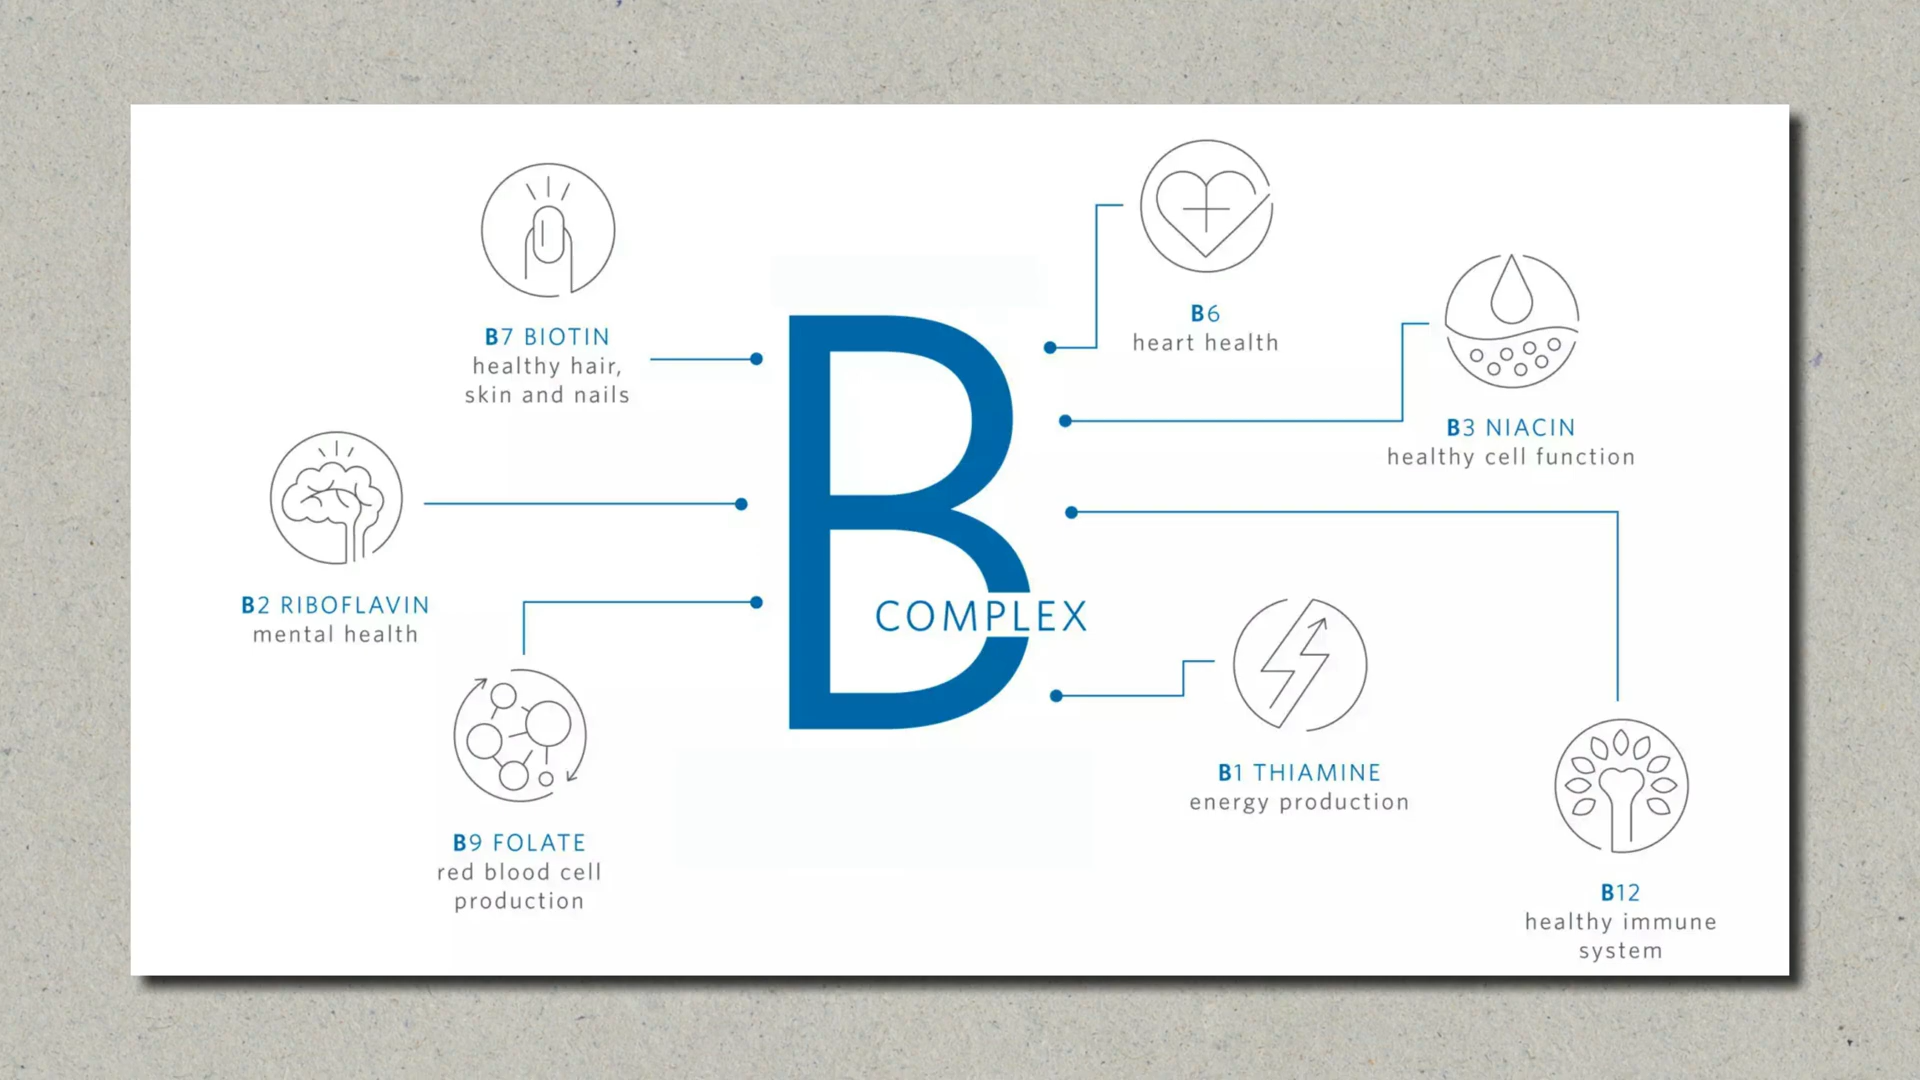 B7 BIOTIN
healthy hair,
skin and nails
B2 RIBOFLAVIN
mental health
B9 FOLATE
red blood cell
production
B
COMPLEX
B6
heart health
B3 NIACIN
healthy cell function
B1 THIAMINE
energy production
B12
healthy immune
system